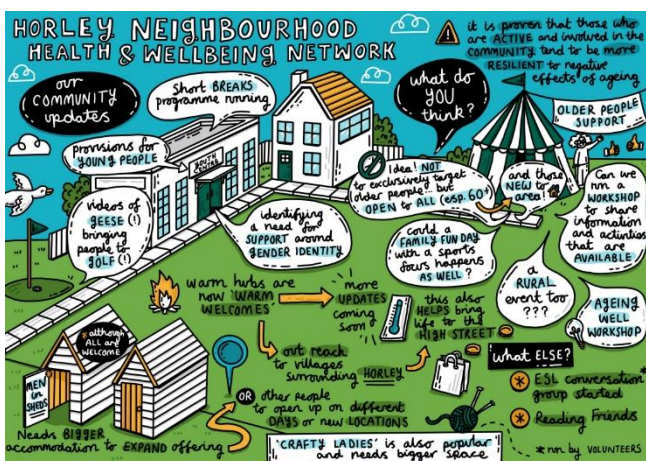 HORLEY NEIGHBOURHOOD
HEALTH & WELLBEING NETWORK
it is proven that those who
are ACTIVE and involved in the
COMMUNITY tend to be more
RESILIENT to negative
effects of ageing
our
COMMUNITY
updates
Short BREAKS
programme running
provisions for
YOUNG PEOPLE
videos of
GEESE (!)
bringing
people to
GOLF (!)
YOUTH
CENTRE
identifying
a need for
SUPPORT around
GENDER IDENTITY
what do
YOU
think?
OLDER PEOPLE
SUPPORT
Idea! NOT
to exclusively target
older people, but
OPEN to ALL (esp. 60+)
and those
NEW to
area!
Can we
run a
WORKSHOP
to share
information
and activities
that are
AVAILABLE
could a
FAMILY FUN DAY
with a sports
focus happen
AS WELL?
a
RURAL
event too
???
AGEING
WELL
WORKSHOP
warm hubs are
now 'WARM
WELCOMES'
more
UPDATES
coming
soon
this also
HELPS bring
life to the
HIGH STREET
out reach
to villages
surrounding HORLEY
OR other people
to open up on different
DAYS or new LOCATIONS
* although
ALL are
WELCOME
MEN
in
SHEDS
Needs BIGGER
accommodation to EXPAND offering
'CRAFTY LADIES' is also popular
and needs bigger space
what ELSE?
* ESL conversation
group started
* Reading Friends
* run by VOLUNTEERS